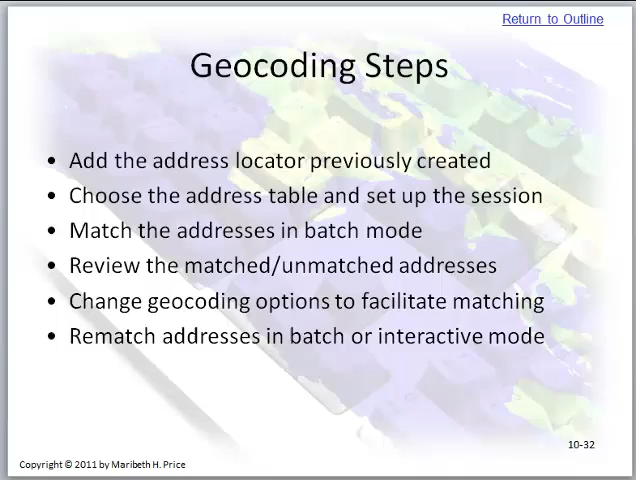 Return to Outline
Geocoding Steps
• Add the address locator previously created
• Choose the address table and set up the session
• Match the addresses in batch mode
• Review the matched/unmatched addresses
• Change geocoding options to facilitate matching
• Rematch addresses in batch or interactive mode
10-32
Copyright © 2011 by Maribeth H. Price